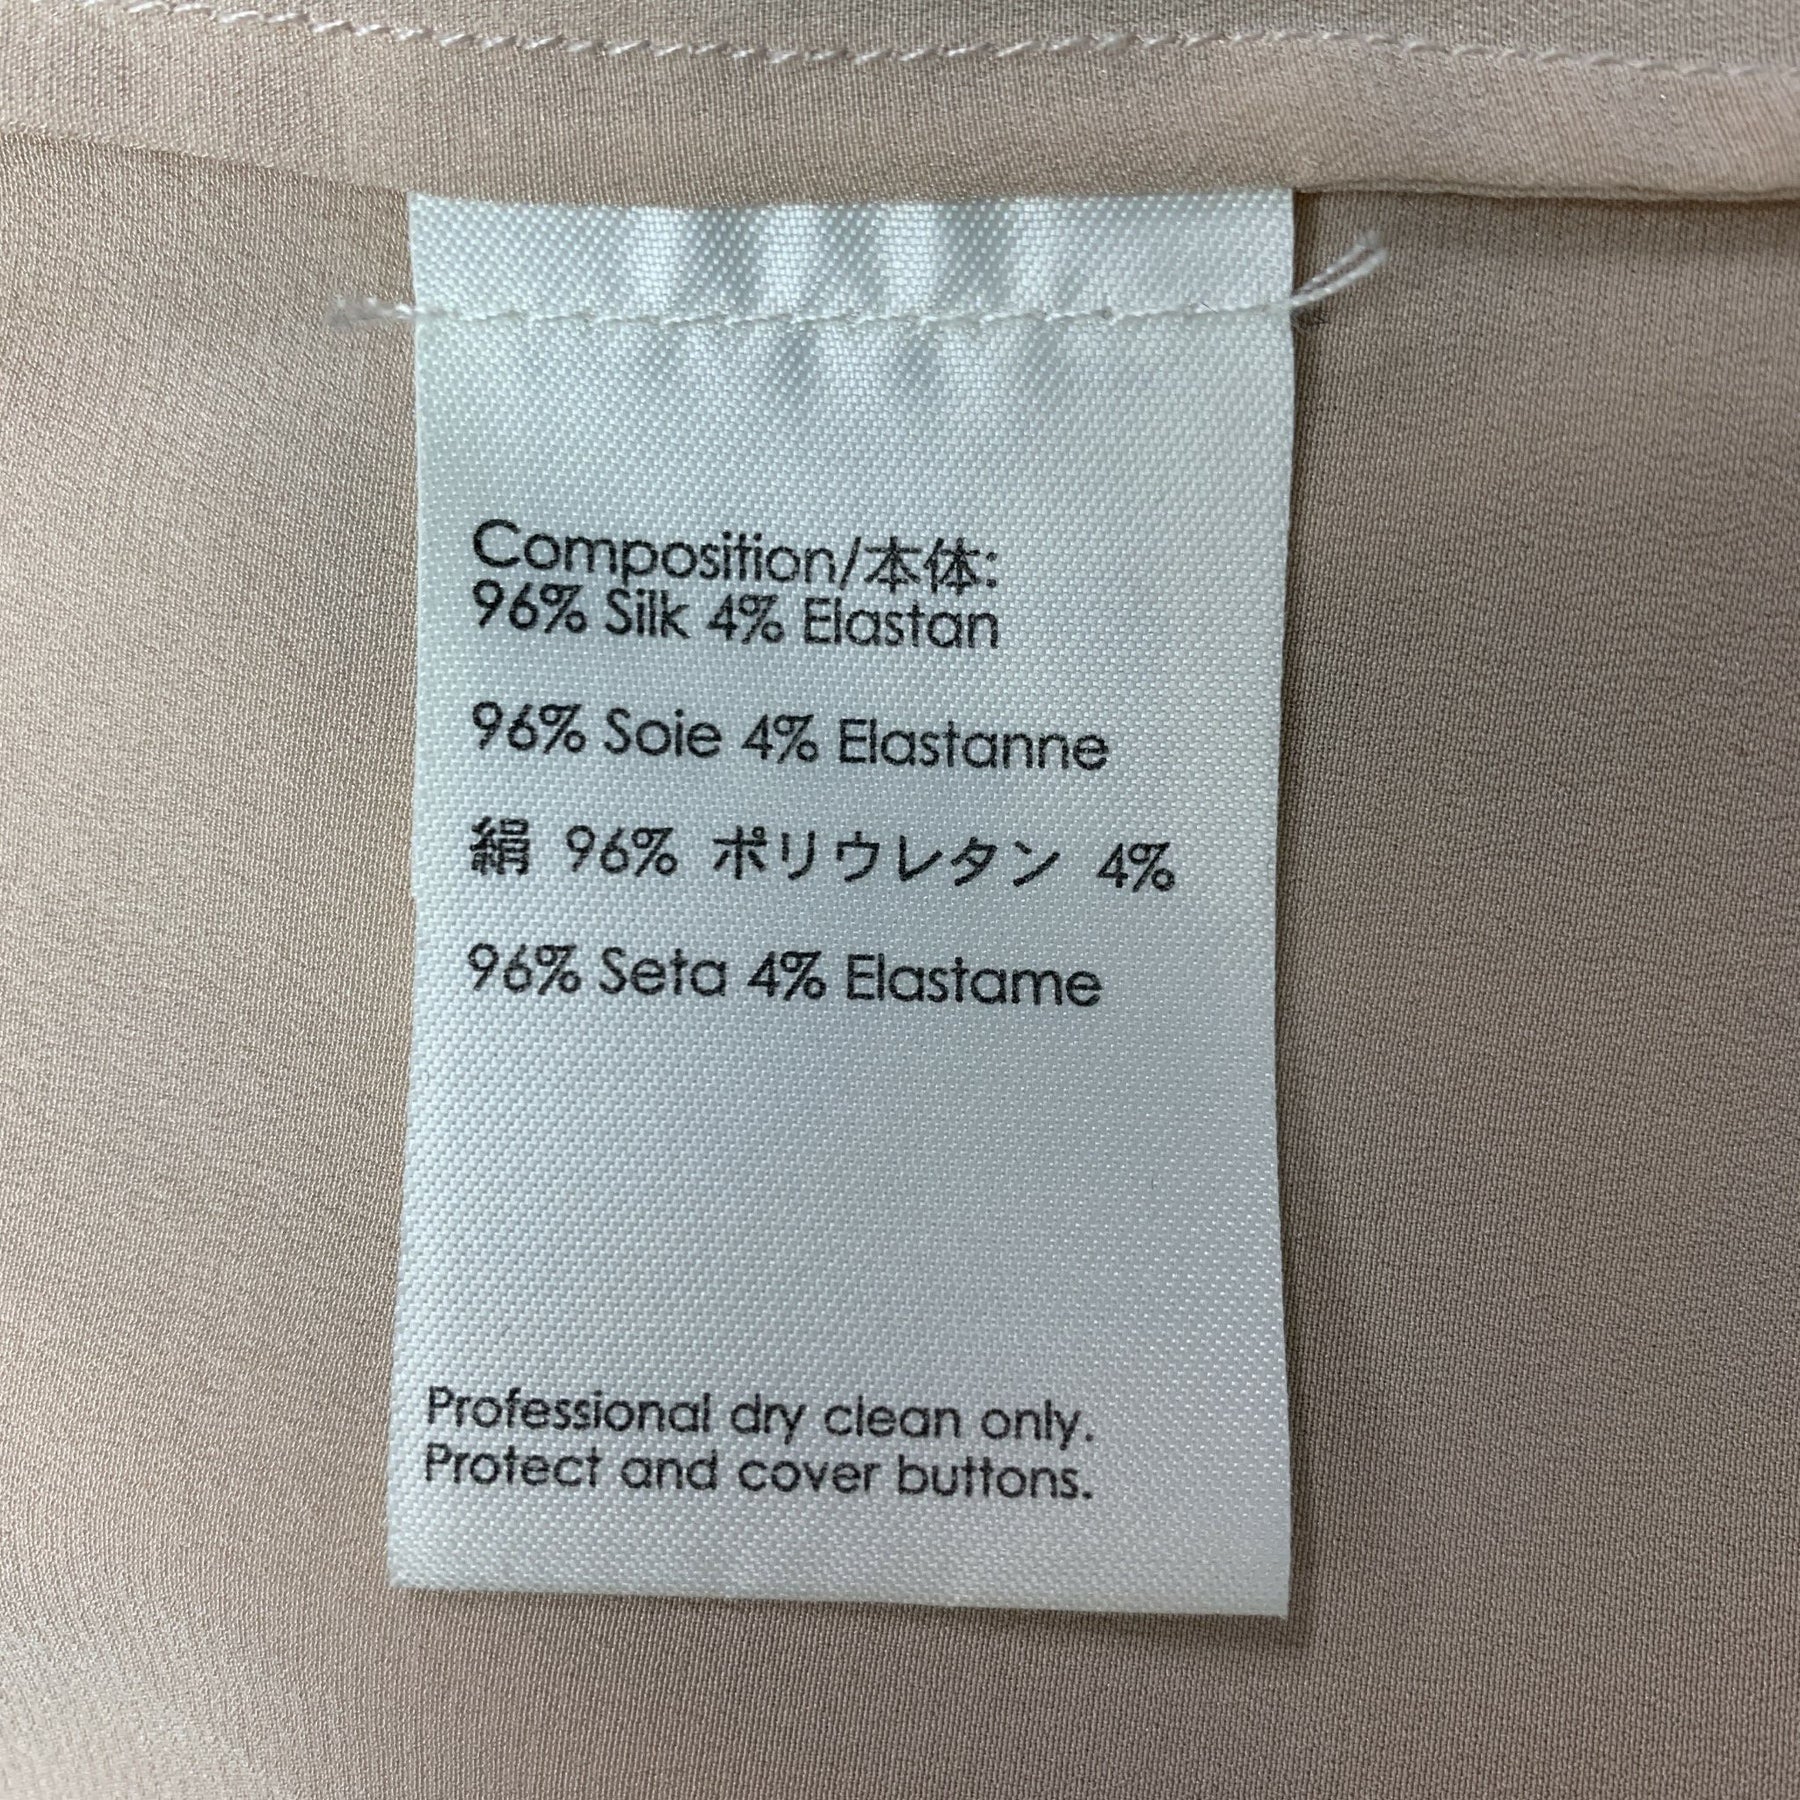 Composition/本体:
96% Silk 4% Elastan
96% Soie 4% Elastanne
絹 96% ポリウレタン 4%
96% Seta 4% Elastame
Professional dry clean only.
Protect and cover buttons.